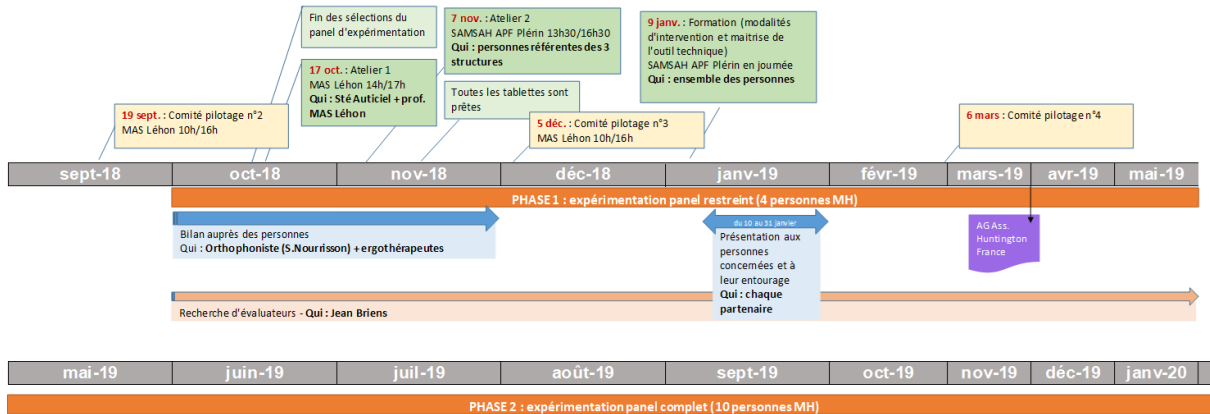 Fin des sélections du
panel d'expérimentation
7 nov. : Atelier 2
SAMSAH APF Plérin 13h30/16h30
Qui : personnes référentes des 3
structures
9 janv. : Formation (modalités
d'intervention et maitrise de
l'outil technique)
SAMSAH APF Plérin en journée
Qui : ensemble des personnes
17 oct. : Atelier 1
MAS Léhon 14h/17h
Qui : Sté Auticiel + prof.
MAS Léhon
Toutes les tablettes sont
prêtes
19 sept. : Comité pilotage n°2
MAS Léhon 10h/16h
5 déc. : Comité pilotage n°3
MAS Léhon 10h/16h
6 mars : Comité pilotage n°4
sept-18 oct-18 nov-18 déc-18 janv-19 févr-19 mars-19 avr-19 mai-19
PHASE 1 : expérimentation panel restreint (4 personnes MH)
Bilan auprès des personnes
Qui : Orthophoniste (S.Nourrisson) + ergothérapeutes
du 10 au 31 janvier
Présentation aux
personnes
concernées et à
leur entourage
Qui : chaque
partenaire
AG Ass.
Huntington
France
Recherche d'évaluateurs - Qui : Jean Briens
mai-19 juin-19 juil-19 août-19 sept-19 oct-19 nov-19 déc-19 janv-20
PHASE 2 : expérimentation panel complet (10 personnes MH)